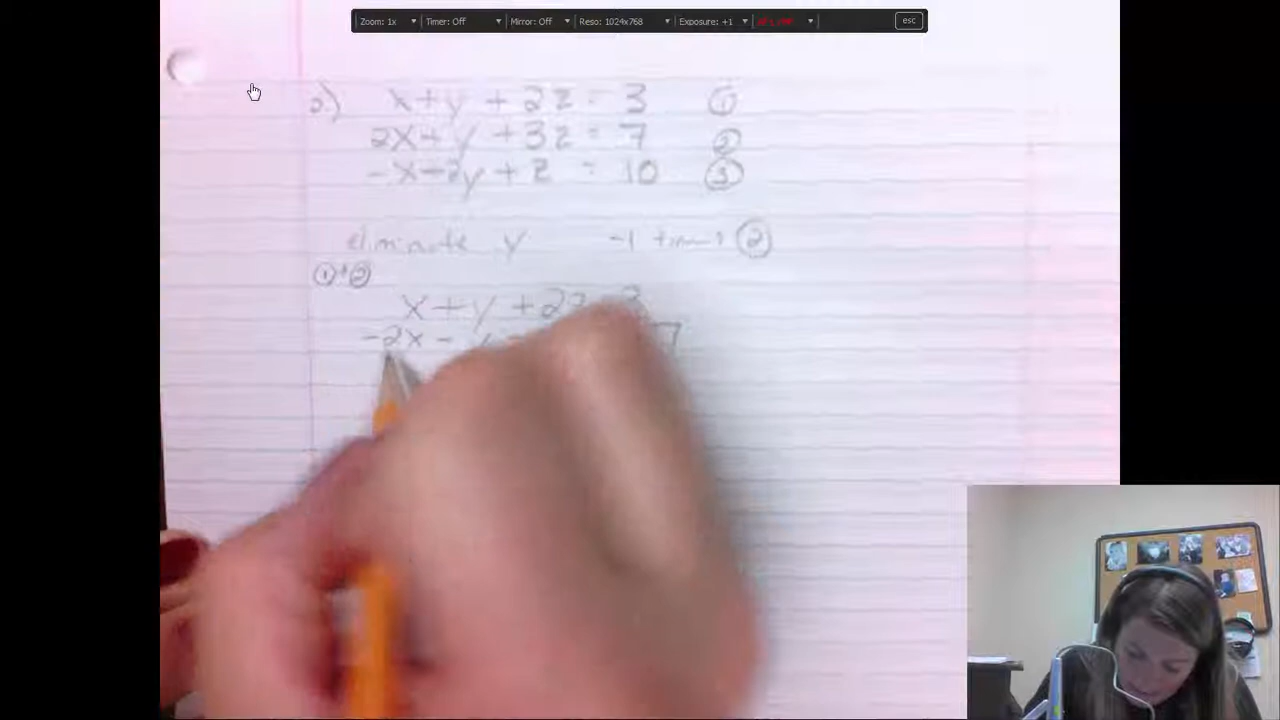 Zoom: 1x Timer: Off Mirror: Off Reso: 1024x768 Exposure: +1 esc
a) x + y + 2z = 3 ①
2x + y + 3z = 7 ②
-x + 2y + z = 10 ③
eliminate y -1 times ②
①+②
x + y + 2z 3
-2x - y 7